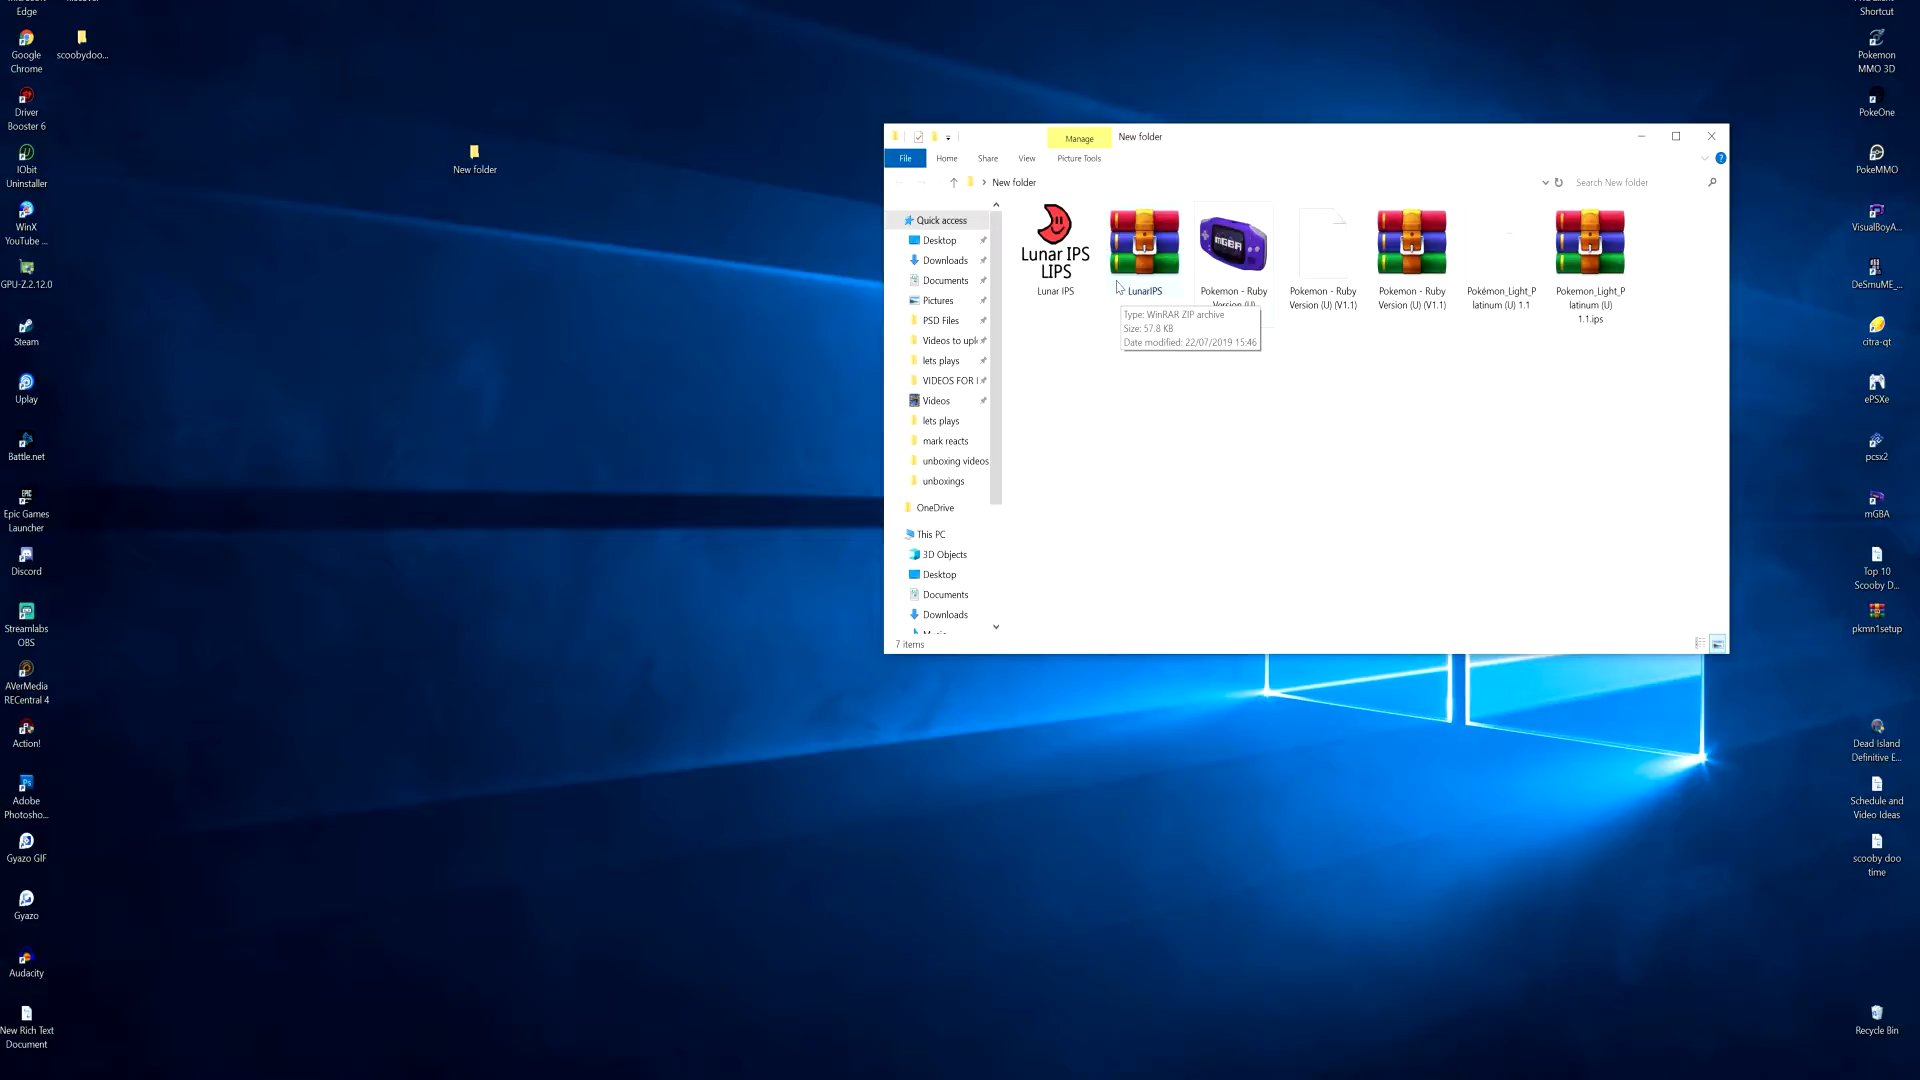 Edge
Google
Chrome
scoobydoo...
Driver
Booster 6
IObit
Uninstaller
WinX
YouTube ...
GPU-Z.2.12.0
Steam
Uplay
Battle.net
EPIC
Epic Games
Launcher
Discord
Streamlabs
OBS
AVerMedia
RECentral 4
Action!
Ps
Adobe
Photosho...
Gyazo GIF
Gyazo
Audacity
New Rich Text
Document
New folder
Manage
New folder
File
Home
Share
View
Picture Tools
New folder
Search New folder
Quick access
Desktop
Downloads
Documents
Pictures
PSD Files
Videos to upl
lets plays
VIDEOS FOR
Videos
lets plays
mark reacts
unboxing videos
unboxings
OneDrive
This PC
3D Objects
Desktop
Documents
Downloads
Music
7 items
Lunar IPS
LIPS
Lunar IPS
LunarIPS
mGBA
Pokemon - Ruby
Version (U)
Pokemon - Ruby
Version (U) (V1.1)
Pokemon - Ruby
Version (U) (V1.1)
Pokémon_Light_P
latinum (U) 1.1
Pokemon_Light_P
latinum (U)
1.1.ips
Type: WinRAR ZIP archive
Size: 57.8 KB
Date modified: 22/07/2019 15:46
Shortcut
Pokemon
MMO 3D
PokeOne
PokeMMO
VisualBoyA...
DeSmuME_...
citra-qt
ePSXe
pcsx2
mGBA
Top 10
Scooby D...
pkmn1setup
Dead Island
Definitive E...
Schedule and
Video Ideas
scooby doo
time
Recycle Bin